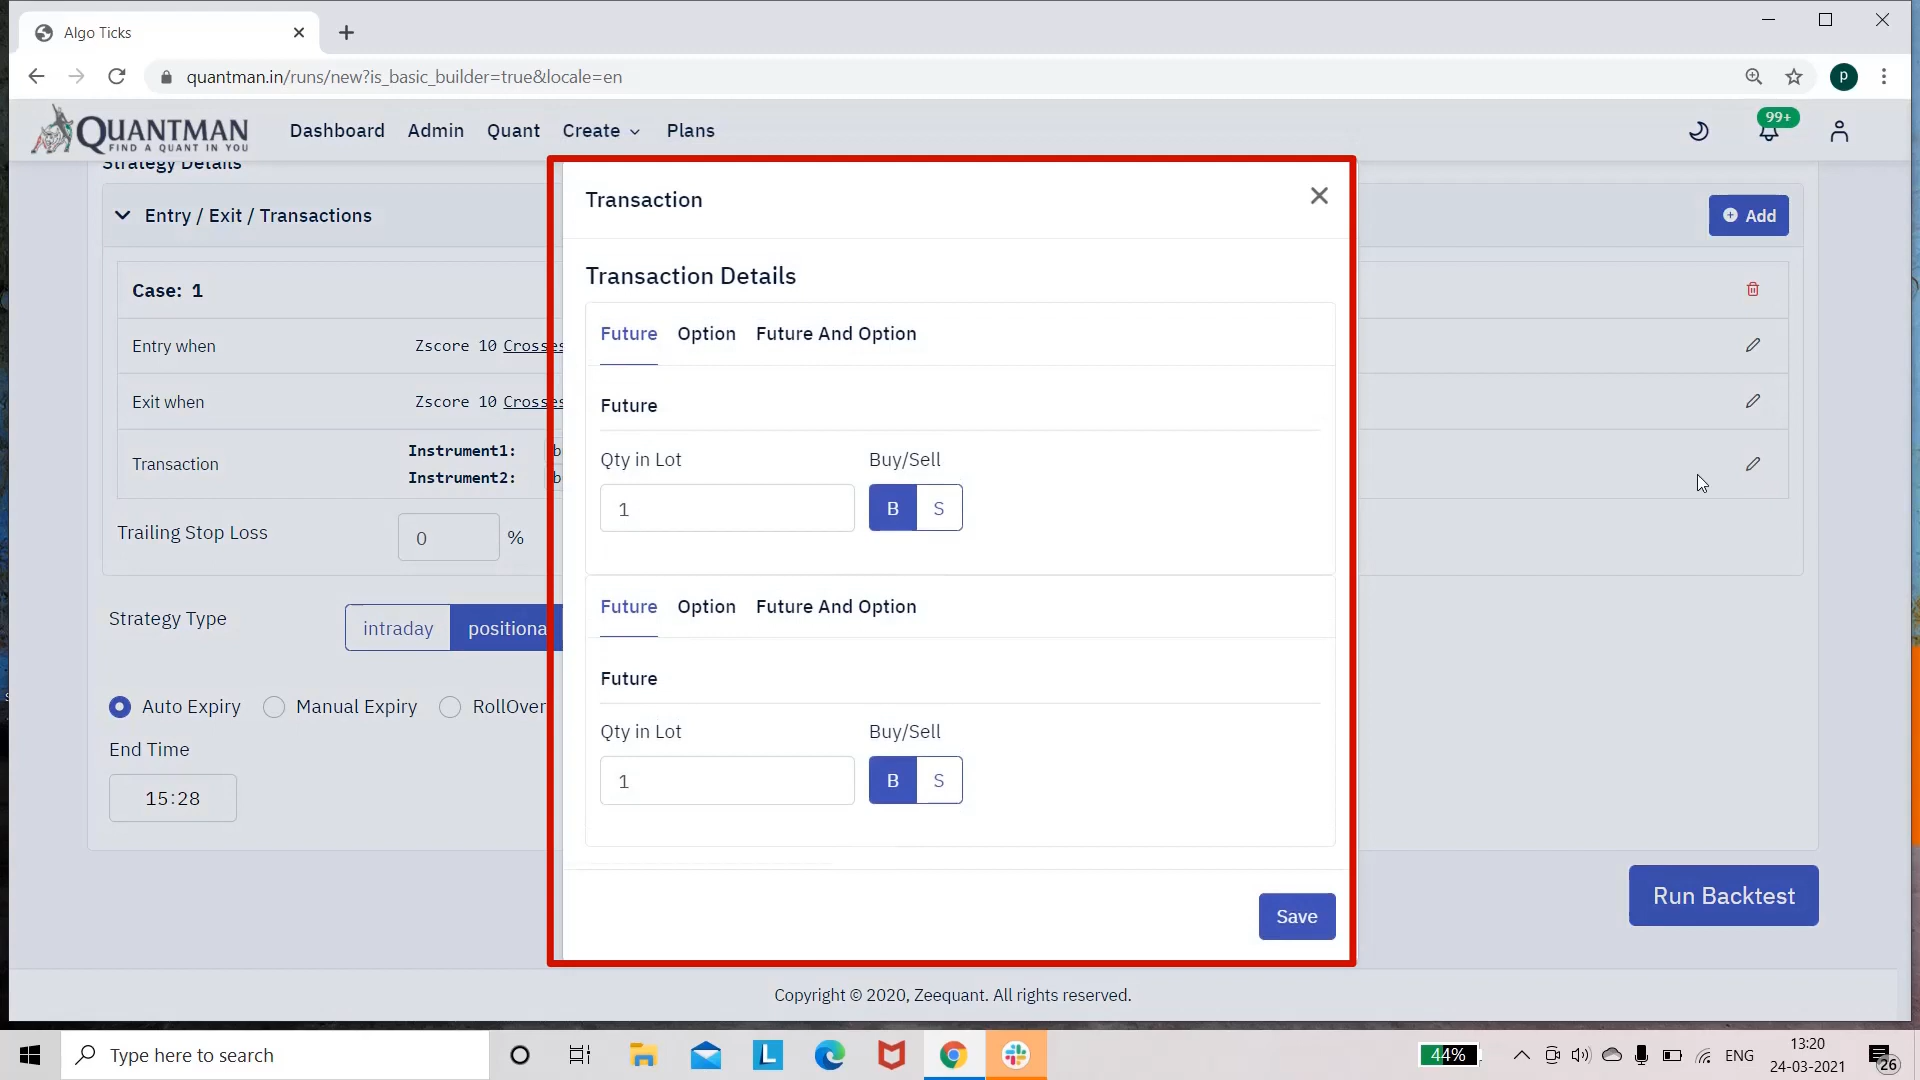 Algo Ticks
quantman.in/runs/new?is_basic_builder=true&locale=en
P
QUANTMAN
FIND A QUANT IN YOU
Dashboard Admin Quant Create Plans
99+
Strategy Details
Entry / Exit / Transactions
Add
Case: 1
Entry when Zscore 10 Crosses
Exit when Zscore 10 Crosses
Transaction
Instrument1: b
Instrument2: b
Trailing Stop Loss 0 %
Strategy Type intraday positiona
Auto Expiry Manual Expiry RollOver
End Time
15:28
Transaction
Transaction Details
Future Option Future And Option
Future
Qty in Lot Buy/Sell
1 B S
Future Option Future And Option
Future
Qty in Lot Buy/Sell
1 B S
Save
Run Backtest
Copyright © 2020, Zeequant. All rights reserved.
Type here to search
L
44%
ENG
13:20
24-03-2021
26